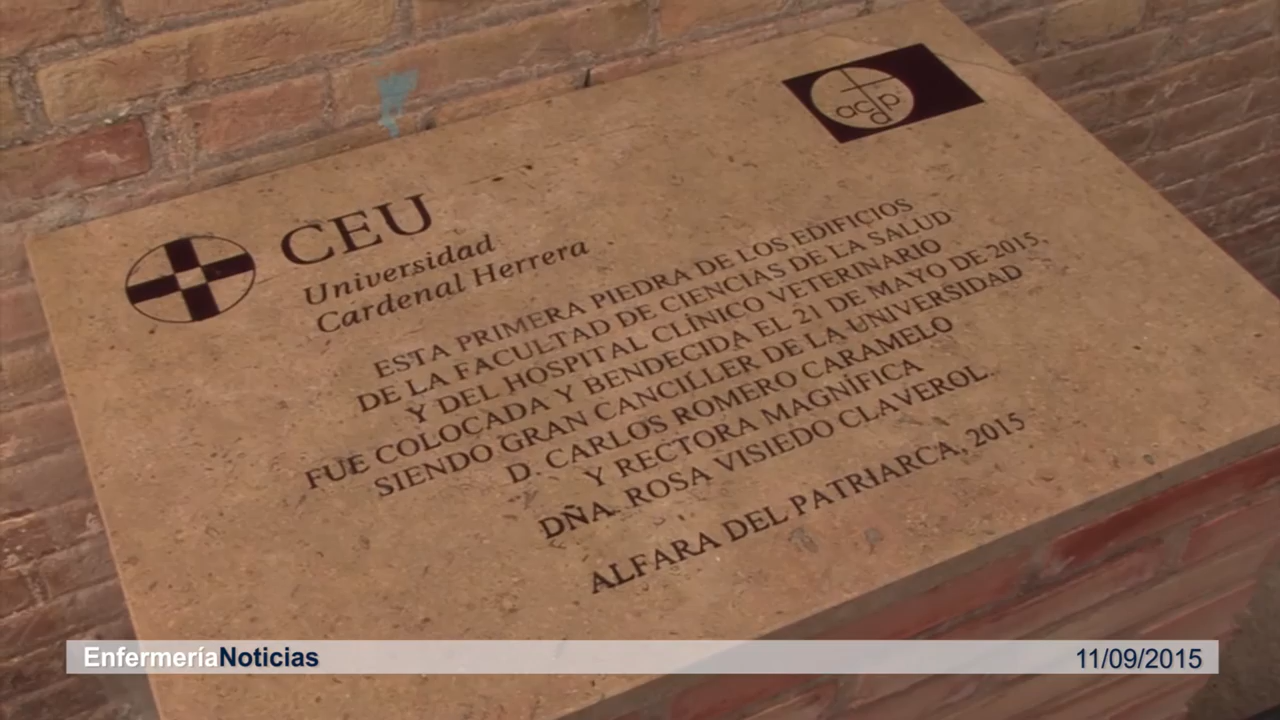 acdp
CEU
Universidad
Cardenal Herrera
ESTA PRIMERA PIEDRA DE LOS EDIFICIOS
DE LA FACULTAD DE CIENCIAS DE LA SALUD
Y DEL HOSPITAL CLÍNICO VETERINARIO
FUE COLOCADA Y BENDECIDA EL 21 DE MAYO DE 2015,
SIENDO GRAN CANCILLER DE LA UNIVERSIDAD
D. CARLOS ROMERO CARAMELO
Y RECTORA MAGNÍFICA
DÑA. ROSA VISIEDO CLAVEROL.
ALFARA DEL PATRIARCA, 2015
EnfermeríaNoticias
11/09/2015